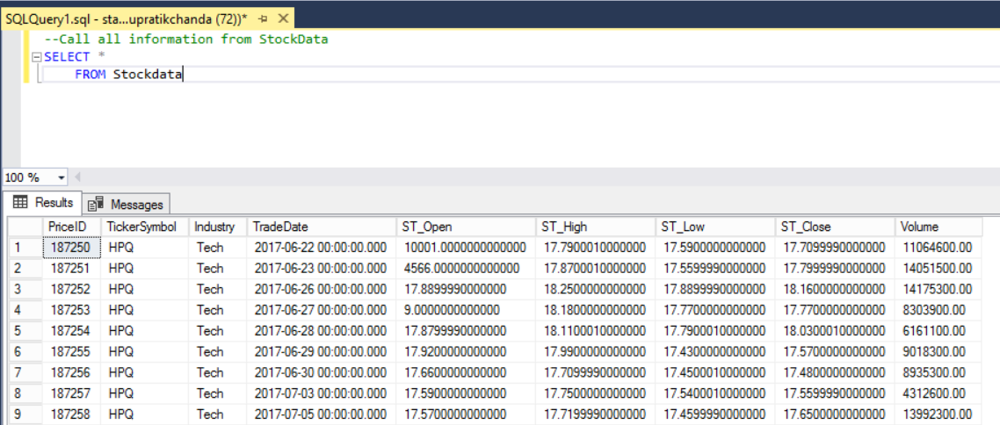 SQLQuery1.sql - sta...upratikchanda (72))*
--Call all information from StockData
SELECT *
FROM Stockdata
100 %
Results Messages
PriceID TickerSymbol Industry TradeDate ST_Open ST_High ST_Low ST_Close Volume
1 187250 HPQ Tech 2017-06-22 00:00:00.000 10001.0000000000000 17.7900010000000 17.5900000000000 17.7099990000000 11064600.00
2 187251 HPQ Tech 2017-06-23 00:00:00.000 4566.0000000000000 17.8700010000000 17.5599990000000 17.7999990000000 14051500.00
3 187252 HPQ Tech 2017-06-26 00:00:00.000 17.8899990000000 18.2500000000000 17.8899990000000 18.1600000000000 14175300.00
4 187253 HPQ Tech 2017-06-27 00:00:00.000 9.0000000000000 18.1800000000000 17.7700000000000 17.7700000000000 8303900.00
5 187254 HPQ Tech 2017-06-28 00:00:00.000 17.8799990000000 18.1100010000000 17.7900010000000 18.0300010000000 6161100.00
6 187255 HPQ Tech 2017-06-29 00:00:00.000 17.9200000000000 17.9900000000000 17.4300000000000 17.5700000000000 9018300.00
7 187256 HPQ Tech 2017-06-30 00:00:00.000 17.6600000000000 17.7099990000000 17.4500010000000 17.4800000000000 8935300.00
8 187257 HPQ Tech 2017-07-03 00:00:00.000 17.5900000000000 17.7500000000000 17.5400010000000 17.5599990000000 4312600.00
9 187258 HPQ Tech 2017-07-05 00:00:00.000 17.5700000000000 17.7199990000000 17.4599990000000 17.6500000000000 13992300.00